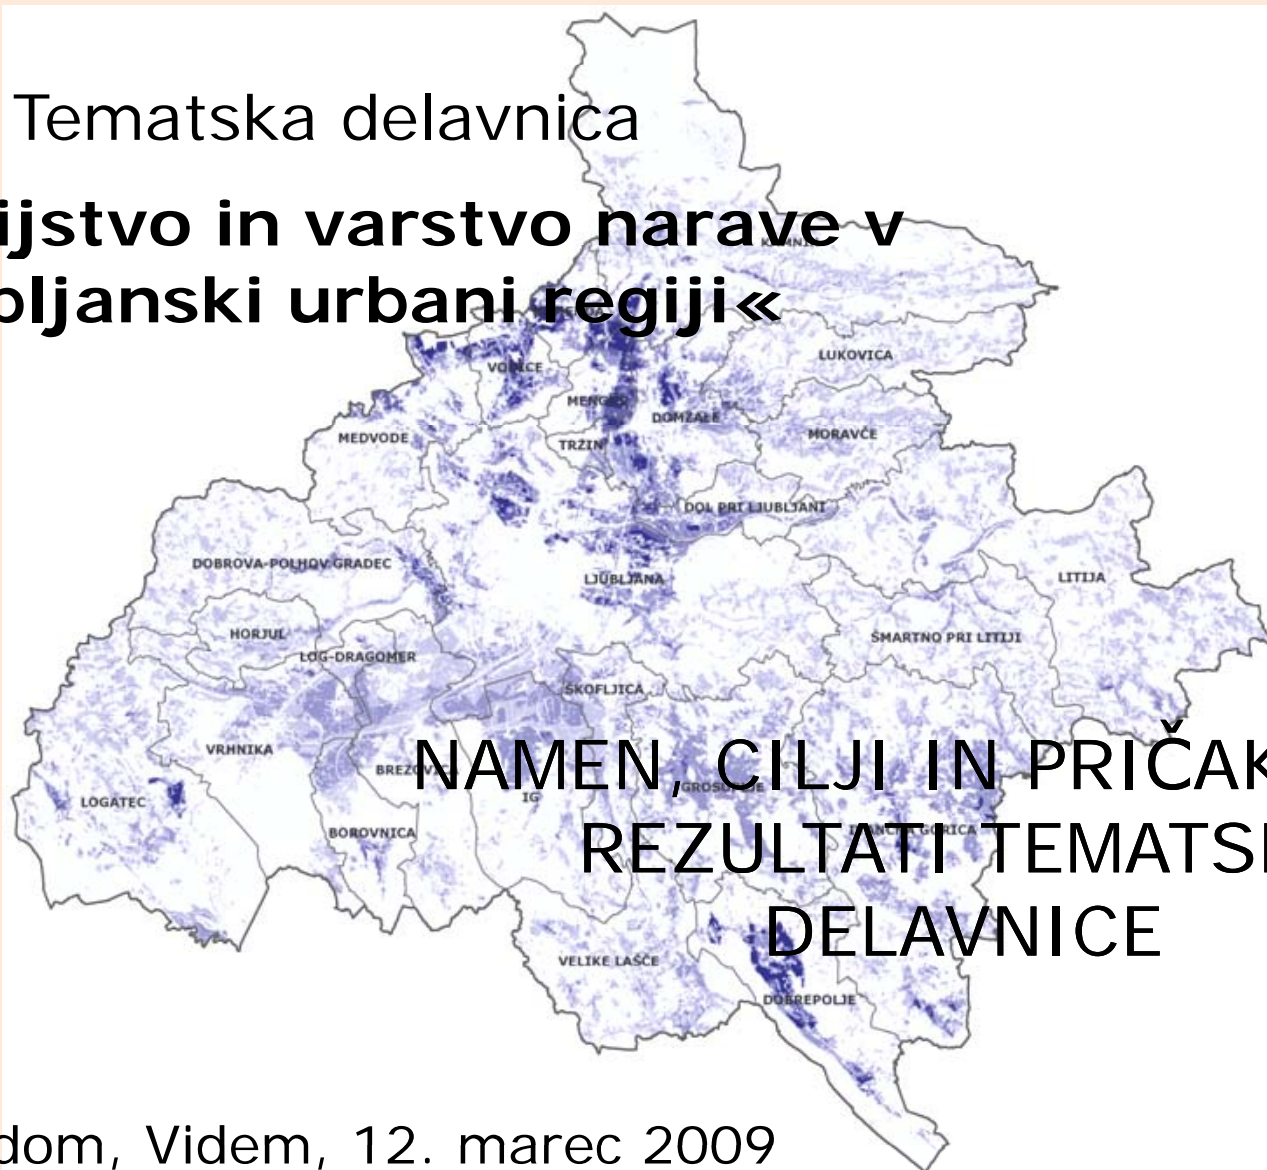 Tematska delavnica
ijstvo in varstvo narave v
bljanski urbani regiji«
LUKOVICA
VODICE
MENGEŠ
DOMŽALE
MEDVODE
MORAVČE
TRZIN
DOL PRI LJUBLJANI
DOBROVA-POLHOV GRADEC
LJUBLJANA
LITIJA
HORJUL
ŠMARTNO PRI LITIJI
LOG-DRAGOMER
ŠKOFLJICA
VRHNIKA
NAMEN, CILJI IN PRIČAK
BREZOVICA
GROSUPLJE
IG
LOGATEC
BOROVNICA
IVANČNA GORICA
REZULTATI TEMATS
DELAVNICE
VELIKE LAŠČE
DOBREPOLJE
dom, Videm, 12. marec 2009